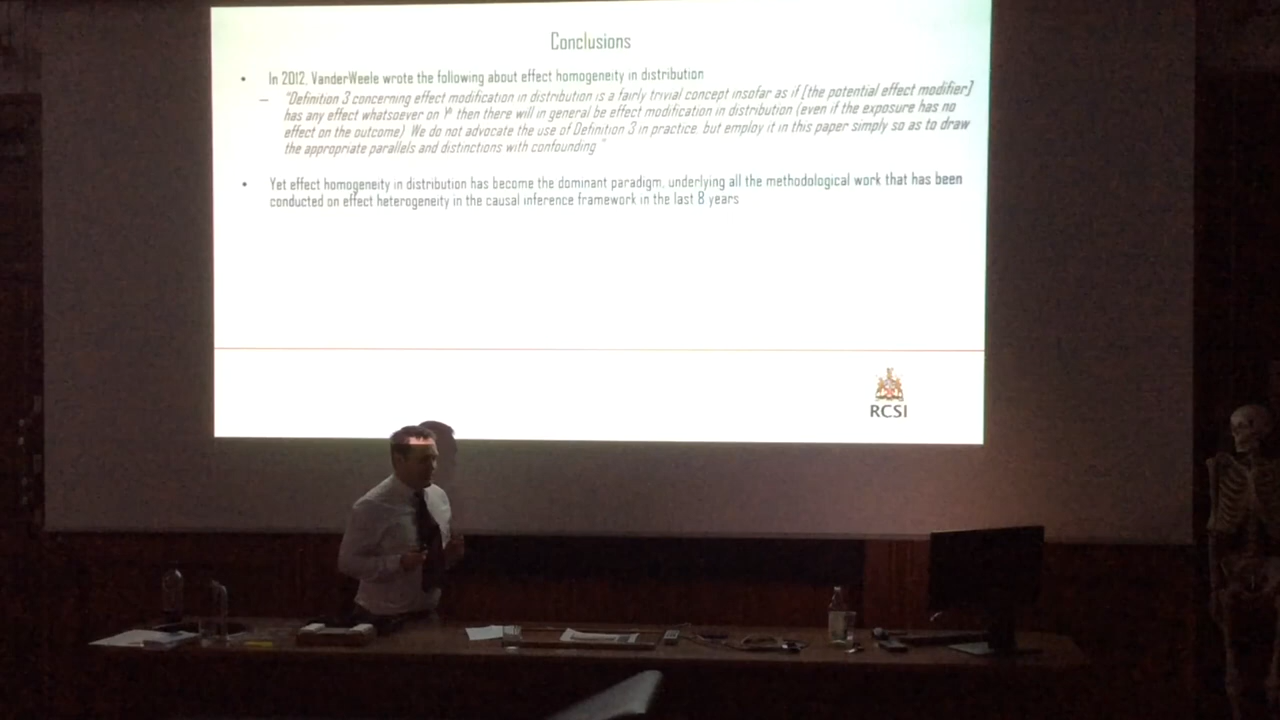 Conclusions
• In 2012, VanderWeele wrote the following about effect homogeneity in distribution
– "Definition 3 concerning effect modification in distribution is a fairly trivial concept insofar as if [the potential effect modifier]
has any effect whatsoever on Yᵃ then there will in general be effect modification in distribution (even if the exposure has no
effect on the outcome). We do not advocate the use of Definition 3 in practice, but employ it in this paper simply so as to draw
the appropriate parallels and distinctions with confounding."
• Yet effect homogeneity in distribution has become the dominant paradigm, underlying all the methodological work that has been
conducted on effect heterogeneity in the causal inference framework in the last 8 years
RCSI